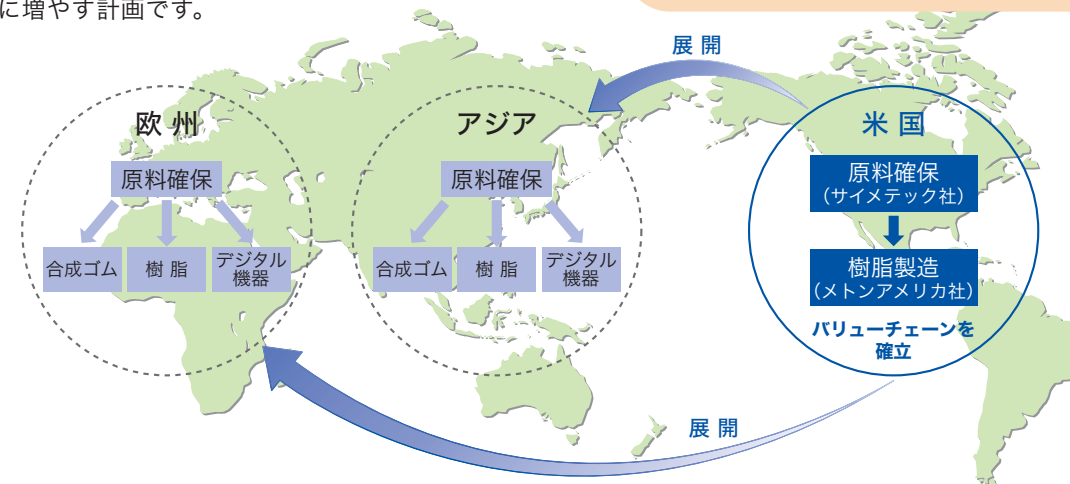 に増やす計画です。
展開
欧州
原料確保
合成ゴム
樹脂
デジタル
機器
アジア
原料確保
合成ゴム
樹脂
デジタル
機器
米国
原料確保
(サイメテック社)
樹脂製造
(メトンアメリカ社)
バリューチェーンを
確立
展開